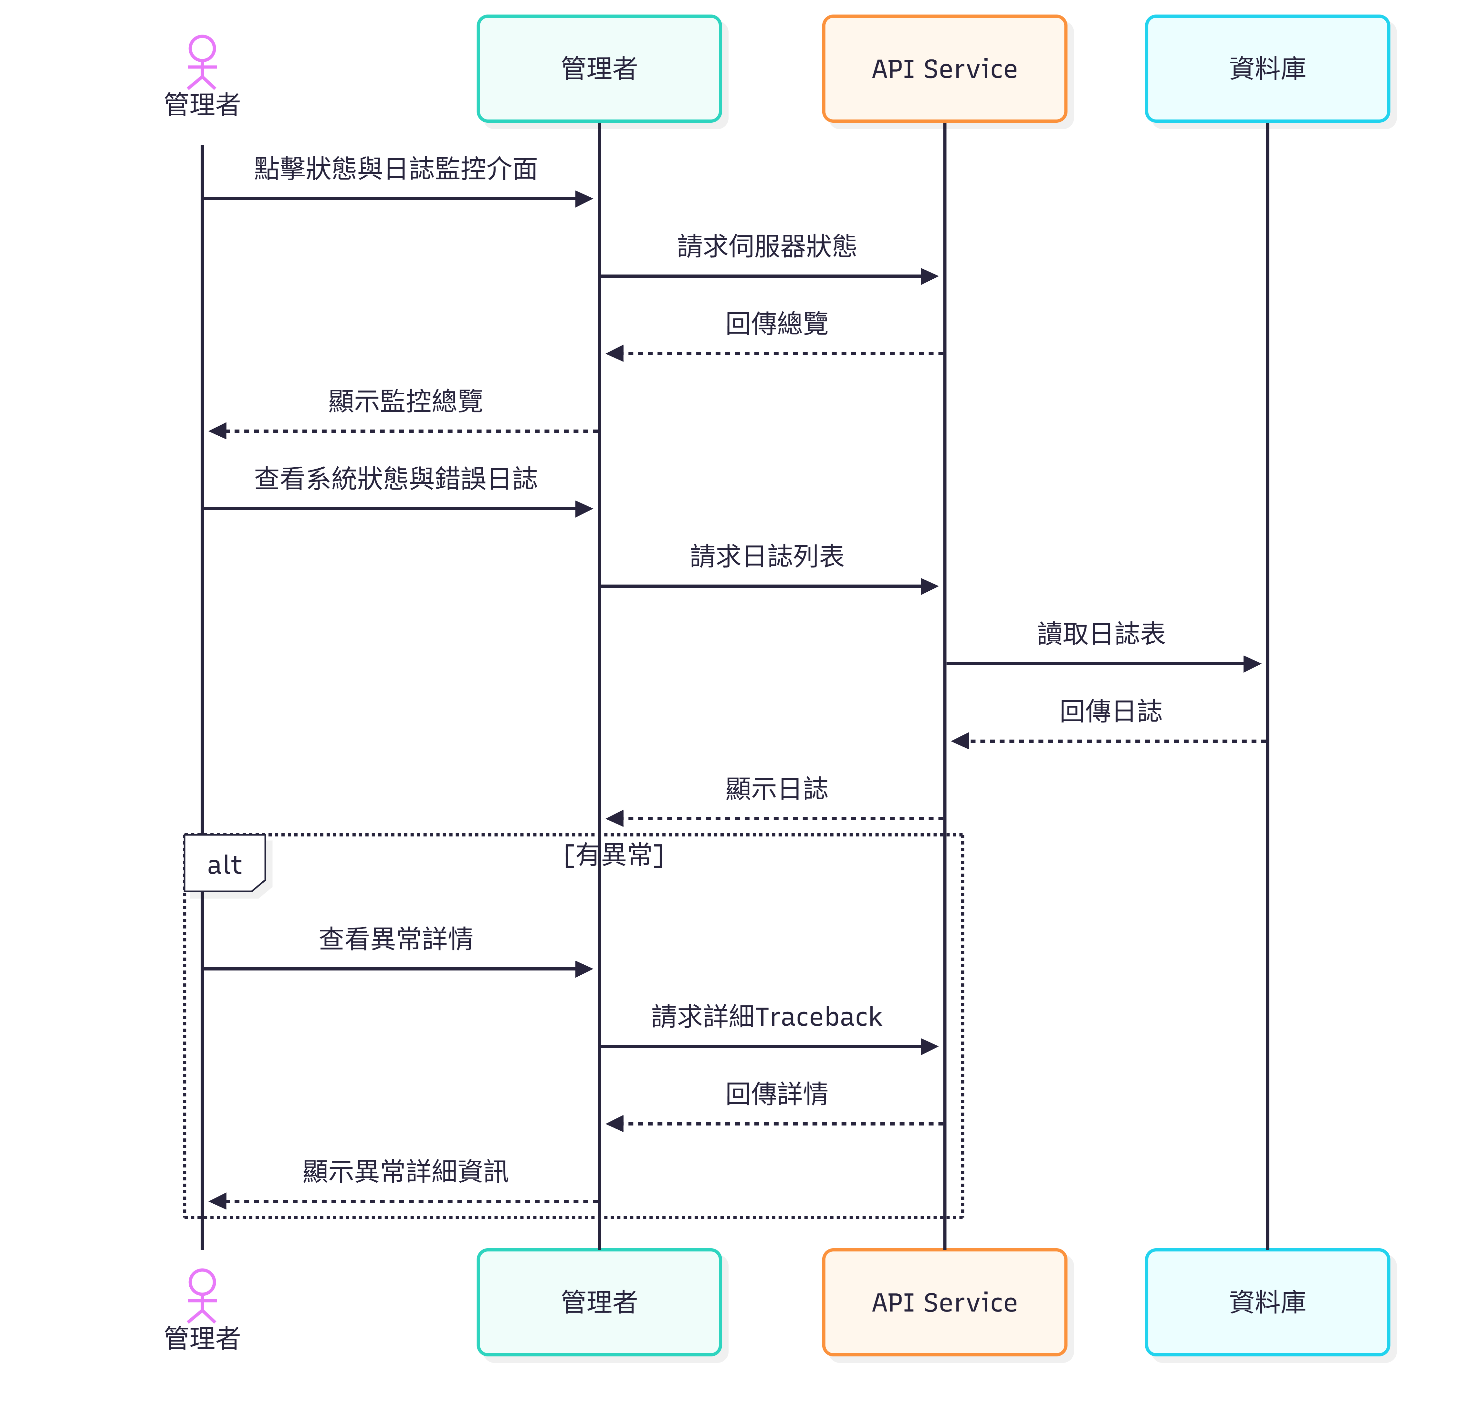 管理者
管理者
API Service
資料庫
點擊狀態與日誌監控介面
請求伺服器狀態
回傳總覽
顯示監控總覽
查看系統狀態與錯誤日誌
請求日誌列表
讀取日誌表
回傳日誌
顯示日誌
alt
[有異常]
查看異常詳情
請求詳細Traceback
回傳詳情
顯示異常詳細資訊
管理者
管理者
API Service
資料庫